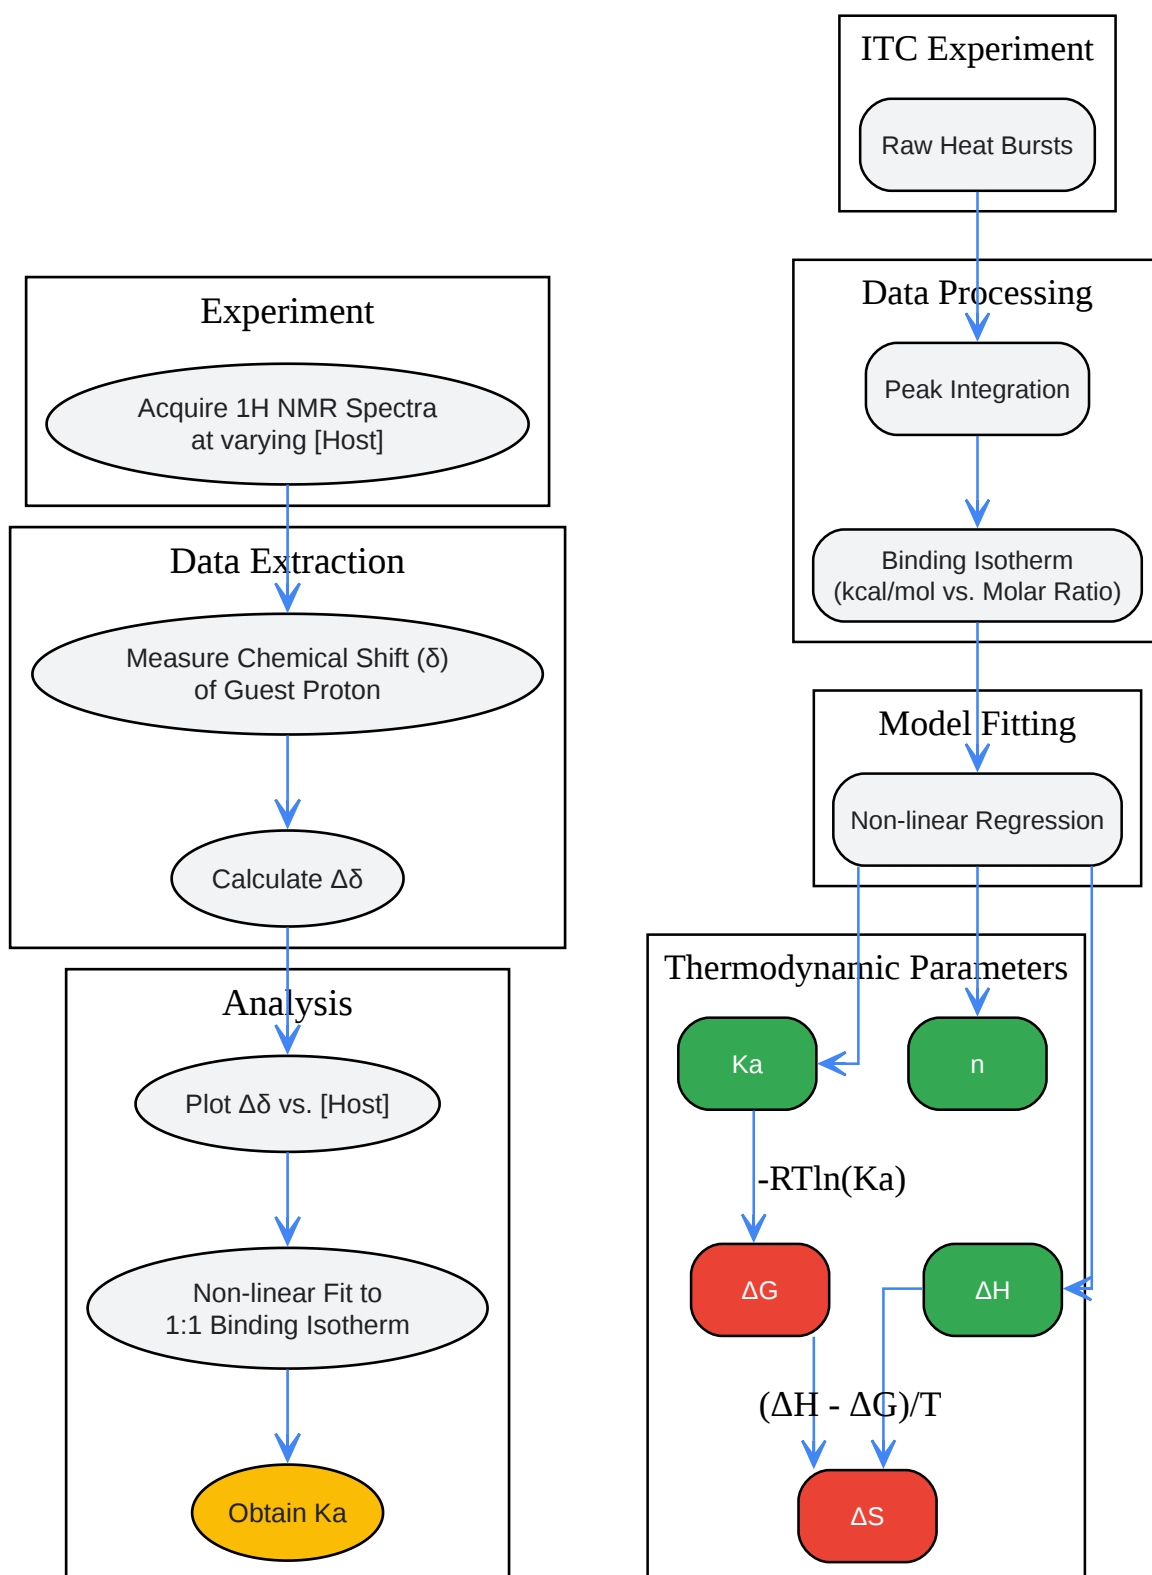 Experiment
Acquire 1H NMR Spectra
at varying [Host]
Data Extraction
Measure Chemical Shift (δ)
of Guest Proton
Calculate Δδ
Analysis
Plot Δδ vs. [Host]
Non-linear Fit to
1:1 Binding Isotherm
Obtain Ka
ITC Experiment
Raw Heat Bursts
Data Processing
Peak Integration
Binding Isotherm
(kcal/mol vs. Molar Ratio)
Model Fitting
Non-linear Regression
Thermodynamic Parameters
Ka
n
-RTln(Ka)
ΔG
ΔH
(ΔH - ΔG)/T
ΔS